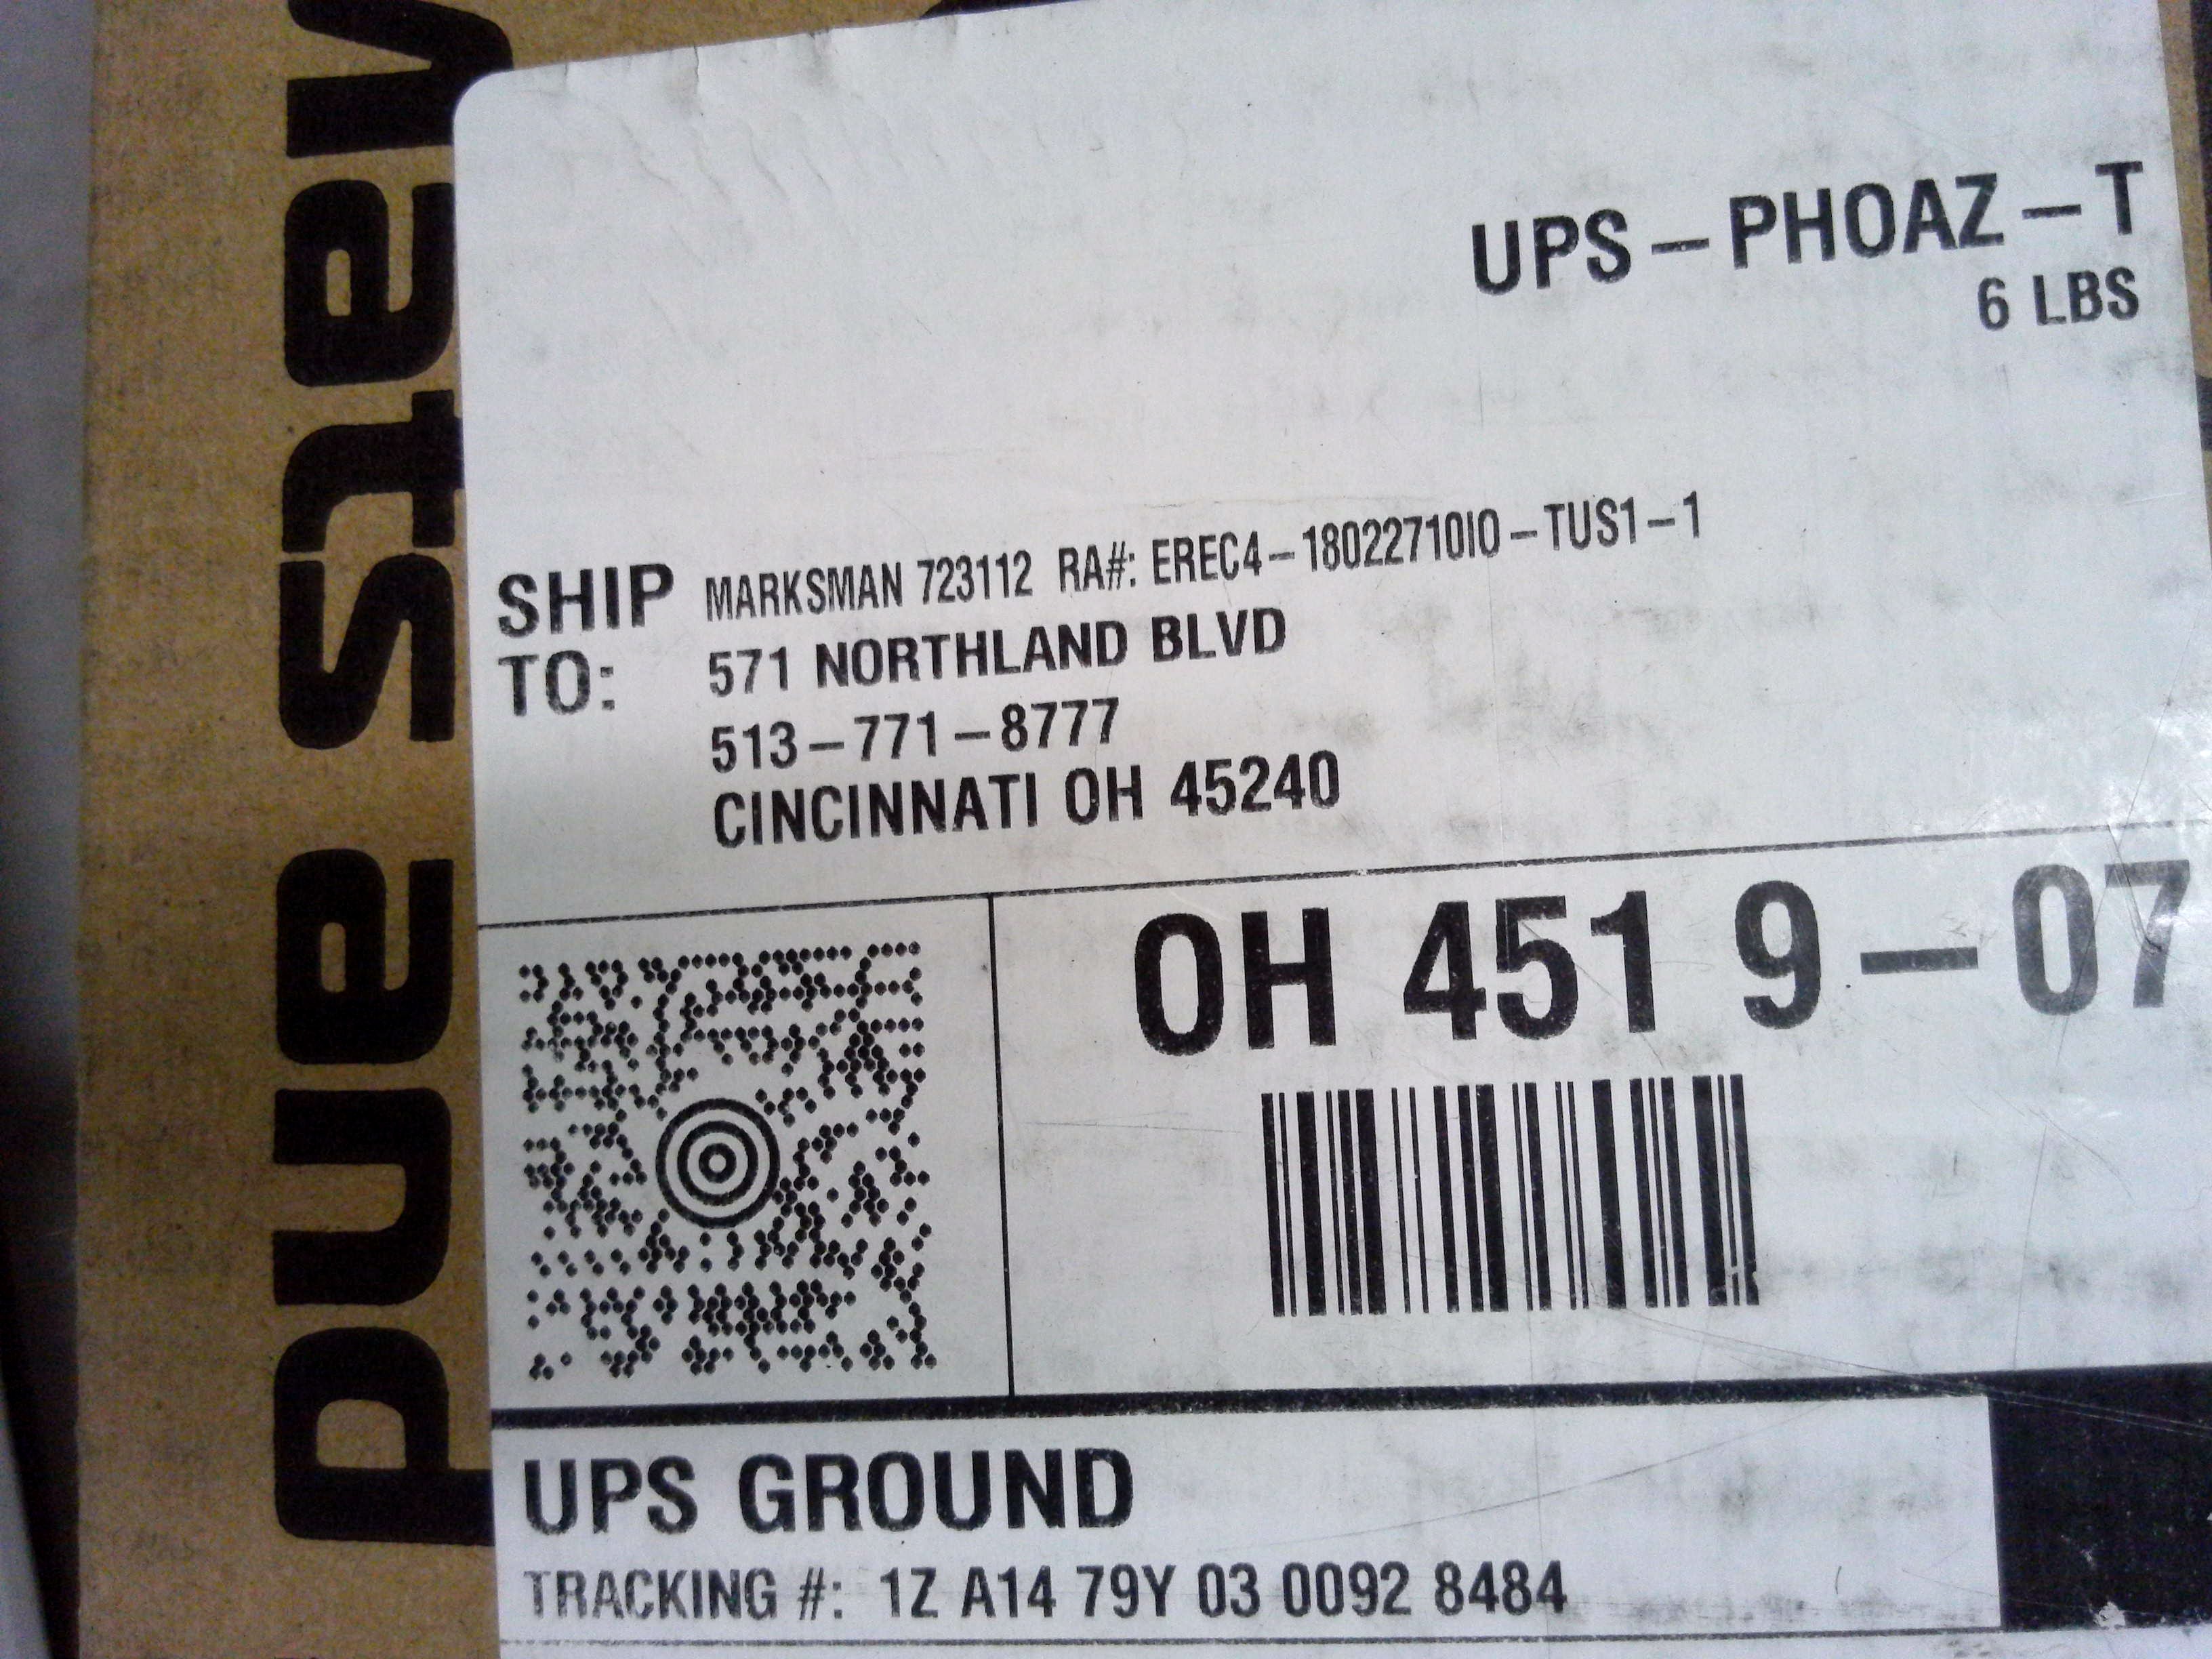 UPS – PHOAZ – T
6 LBS
SHIP TO: MARKSMAN 723112 RA#: EREC4–18022710IO–TUS1–1
571 NORTHLAND BLVD
513–771–8777
CINCINNATI OH 45240
OH 451 9–07
UPS GROUND
TRACKING #: 1Z A14 79Y 03 0092 8484